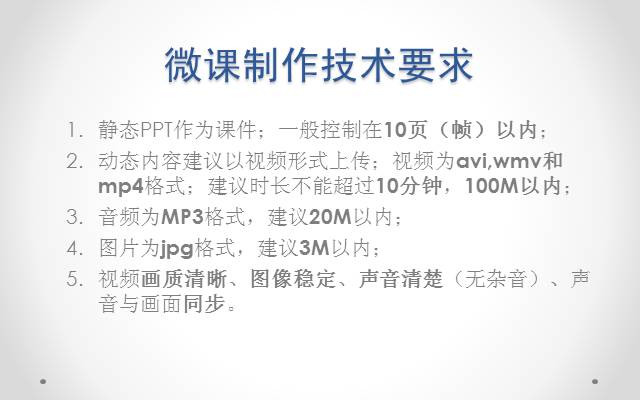 微课制作技术要求
1. 静态PPT作为课件；一般控制在10页（帧）以内；
2. 动态内容建议以视频形式上传；视频为avi,wmv和
mp4格式；建议时长不能超过10分钟，100M以内；
3. 音频为MP3格式，建议20M以内；
4. 图片为jpg格式，建议3M以内；
5. 视频画质清晰、图像稳定、声音清楚（无杂音）、声
音与画面同步。